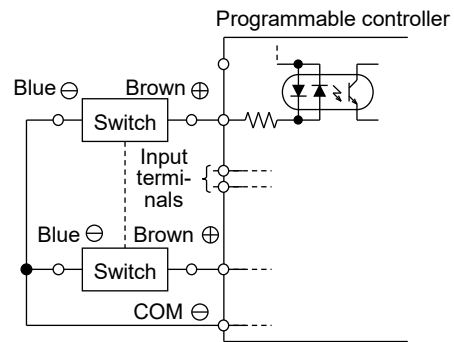 Programmable controller
Blue ⊖
Brown ⊕
Switch
Input
termi-
nals
Blue ⊖
Brown ⊕
Switch
COM ⊖